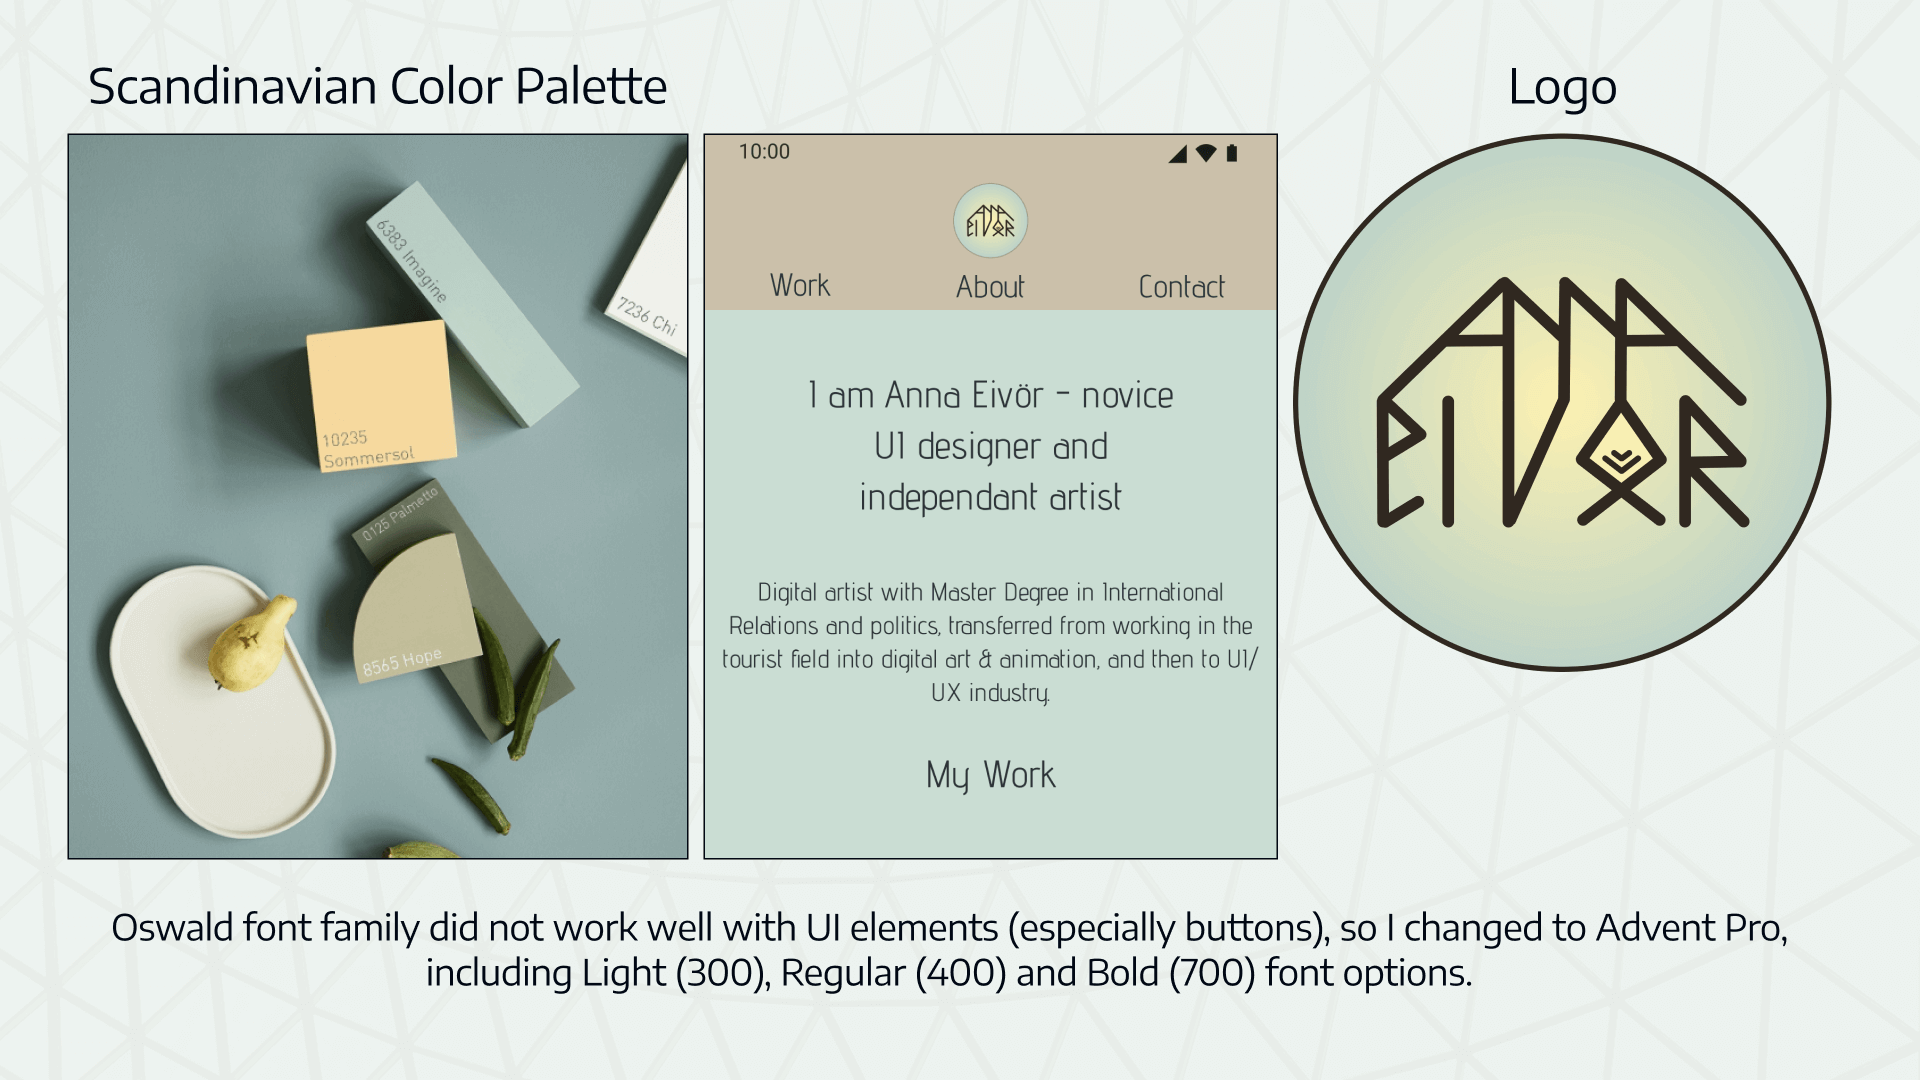 Scandinavian Color Palette
Logo
6383 Imagine
7236 Chi
10235
Sommersol
0125 Palmetto
8565 Hope
10:00
ANNA
EIVÖR
Work
About
Contact
I am Anna Eivör - novice
UI designer and
independant artist
Digital artist with Master Degree in International
Relations and politics, transferred from working in the
tourist field into digital art & animation, and then to UI/
UX industry.
My Work
ANNA
EIVÖR
Oswald font family did not work well with UI elements (especially buttons), so I changed to Advent Pro,
including Light (300), Regular (400) and Bold (700) font options.